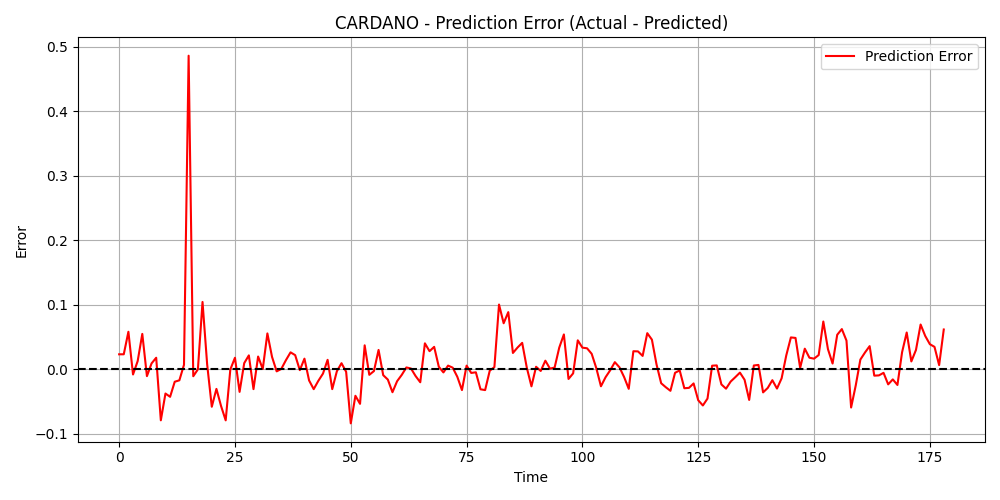 CARDANO - Prediction Error (Actual - Predicted)
Prediction Error
Error
0.5
0.4
0.3
0.2
0.1
0.0
−0.1
0 25 50 75 100 125 150 175
Time